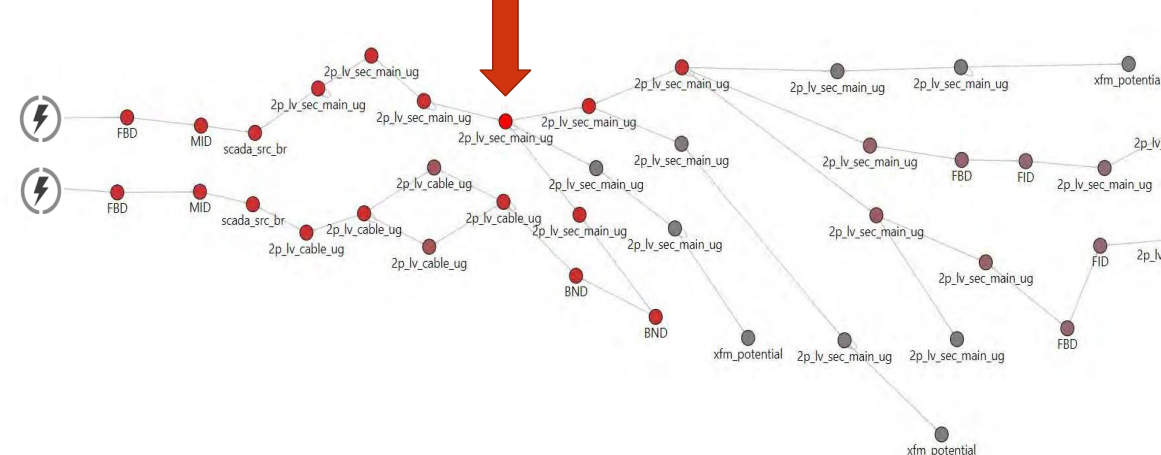 2p_lv_sec_main_ug
2p_lv_sec_main_ug
2p_lv_sec_main_ug
xfm_potentia
2p_lv_sec_main_ug
2p_lv_sec_main_ug
2p_lv_sec_main_ug
2p_lv_sec_main_ug
FBD
MID
scada_src_br
2p_lv_sec_main_ug
2p_lv_sec_main_ug
2p_lv_
2p_lv_sec_main_ug
FBD
FID
2p_lv_sec_main_ug
2p_lv_cable_ug
2p_lv_sec_main_ug
FBD
MID
scada_src_br
2p_lv_cable_ug
2p_lv_cable_ug
2p_lv_cable_ug
2p_lv_cable_ug
2p_lv_sec_main_ug
2p_lv_sec_main_ug
2p_lv_sec_main_ug
FID
2p_lv
2p_lv_sec_main_ug
BND
BND
xfm_potential
2p_lv_sec_main_ug
2p_lv_sec_main_ug
FBD
xfm_potential